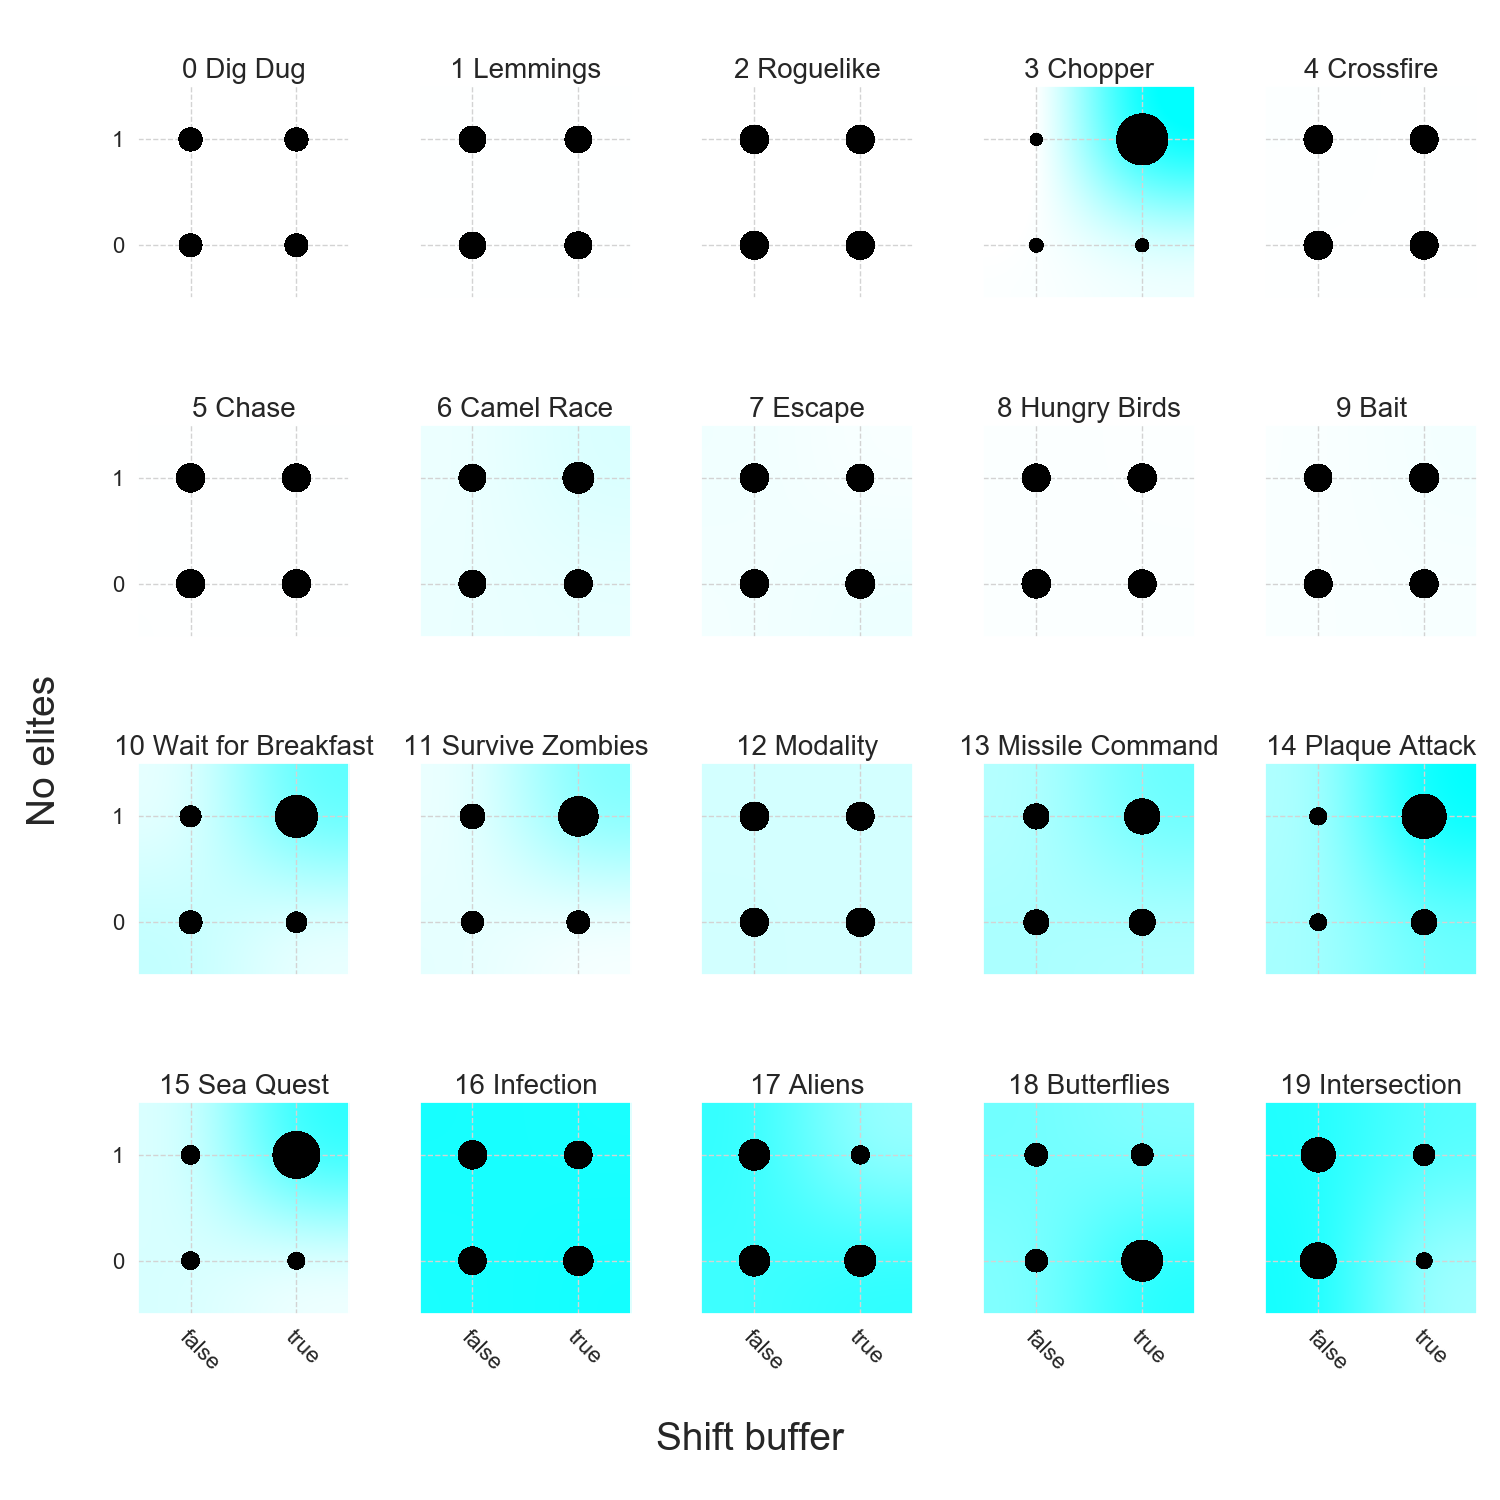 0 Dig Dug
1 Lemmings
2 Roguelike
3 Chopper
4 Crossfire
1
0
5 Chase
6 Camel Race
7 Escape
8 Hungry Birds
9 Bait
1
0
10 Wait for Breakfast
11 Survive Zombies
12 Modality
13 Missile Command
14 Plaque Attack
1
0
15 Sea Quest
16 Infection
17 Aliens
18 Butterflies
19 Intersection
1
0
false
true
false
true
false
true
false
true
false
true
No elites
Shift buffer